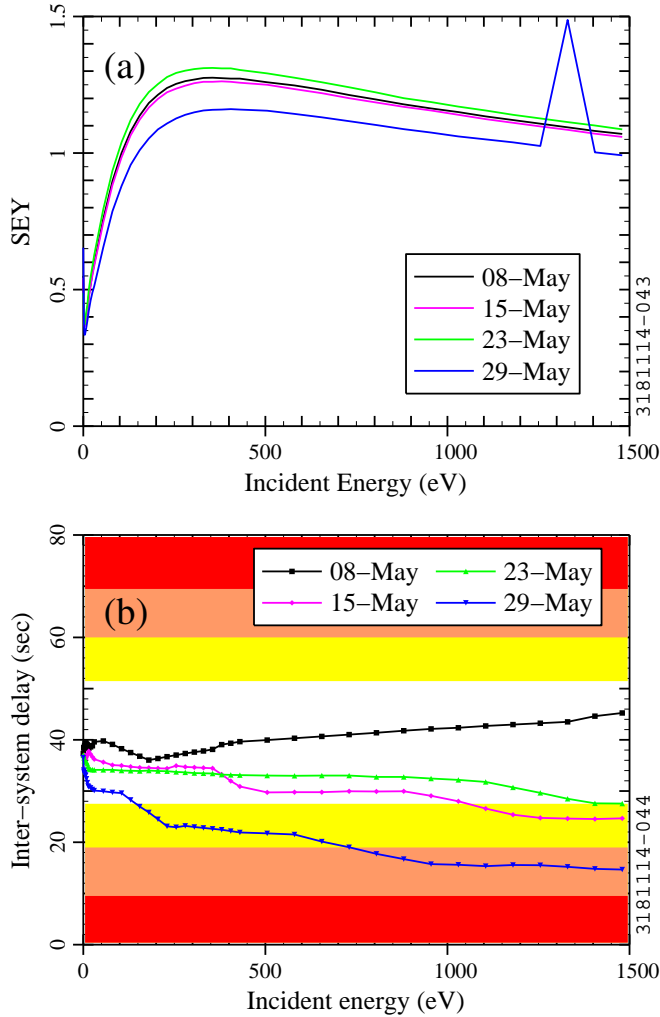 1.5
(a)
1
SEY
0.5
08−May
15−May
23−May
29−May
0
0 500 1000 1500
Incident Energy (eV)
3181114-043
80
08−May 23−May
15−May 29−May
(b)
60
Inter−system delay (sec)
40
20
0
0 500 1000 1500
Incident energy (eV)
3181114-044